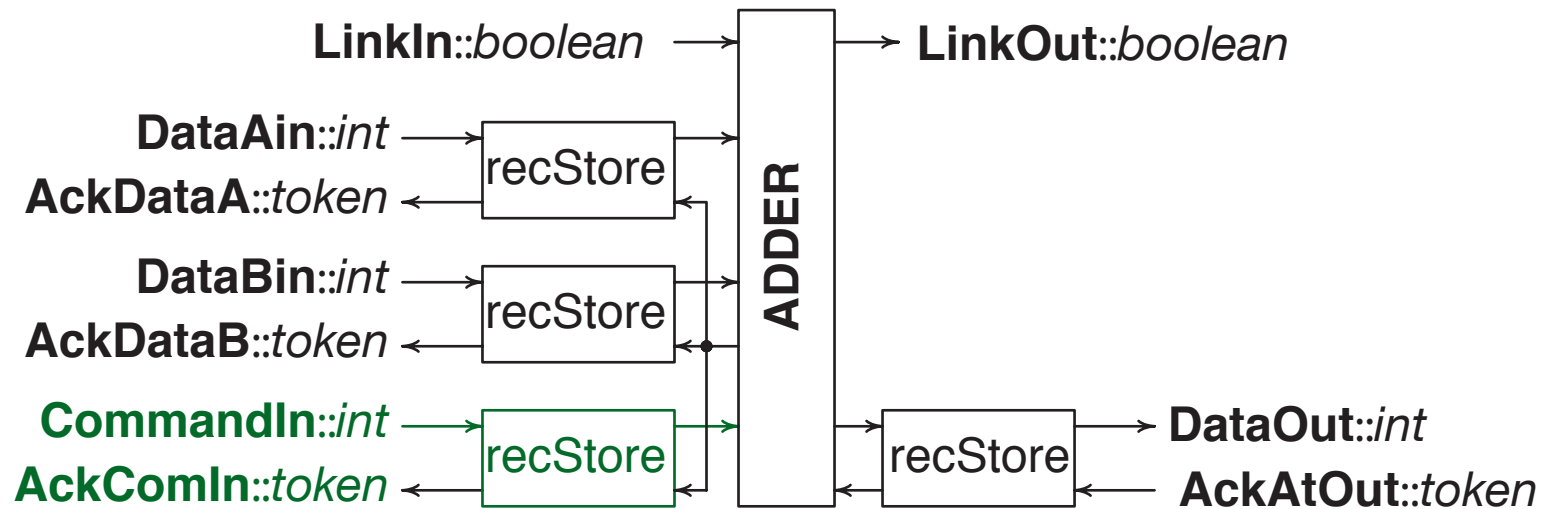 LinkIn::boolean
LinkOut::boolean
DataAin::int
recStore
AckDataA::token
ADDER
DataBin::int
recStore
AckDataB::token
CommandIn::int
recStore
AckComIn::token
recStore
DataOut::int
AckAtOut::token